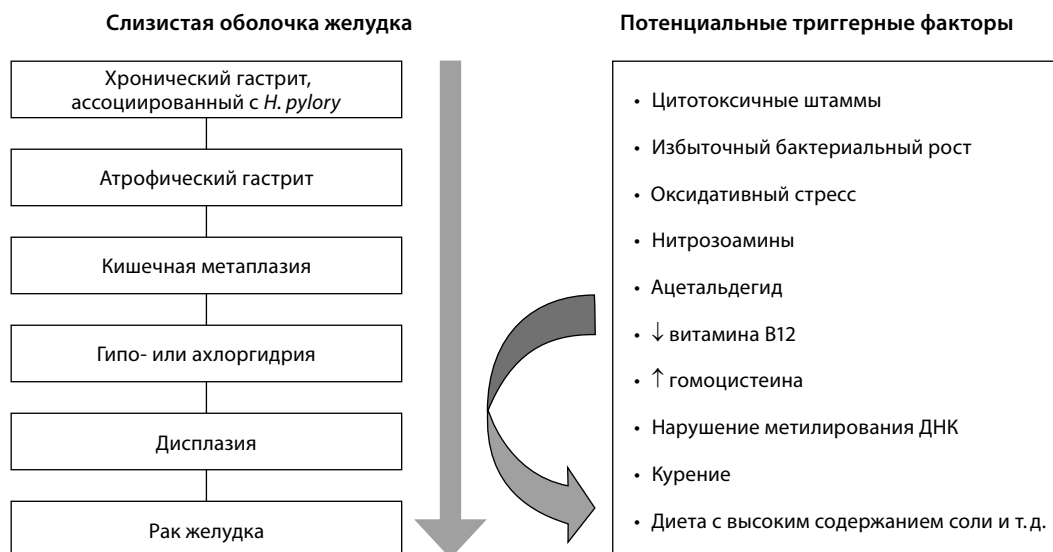 Слизистая оболочка желудка
Хронический гастрит,
ассоциированный с H. pylory
Атрофический гастрит
Кишечная метаплазия
Гипо- или ахлоргидрия
Дисплазия
Рак желудка
Потенциальные триггерные факторы
• Цитотоксичные штаммы
• Избыточный бактериальный рост
• Оксидативный стресс
• Нитрозоамины
• Ацетальдегид
• ↓ витамина В12
• ↑ гомоцистеина
• Нарушение метилирования ДНК
• Курение
• Диета с высоким содержанием соли и т. д.